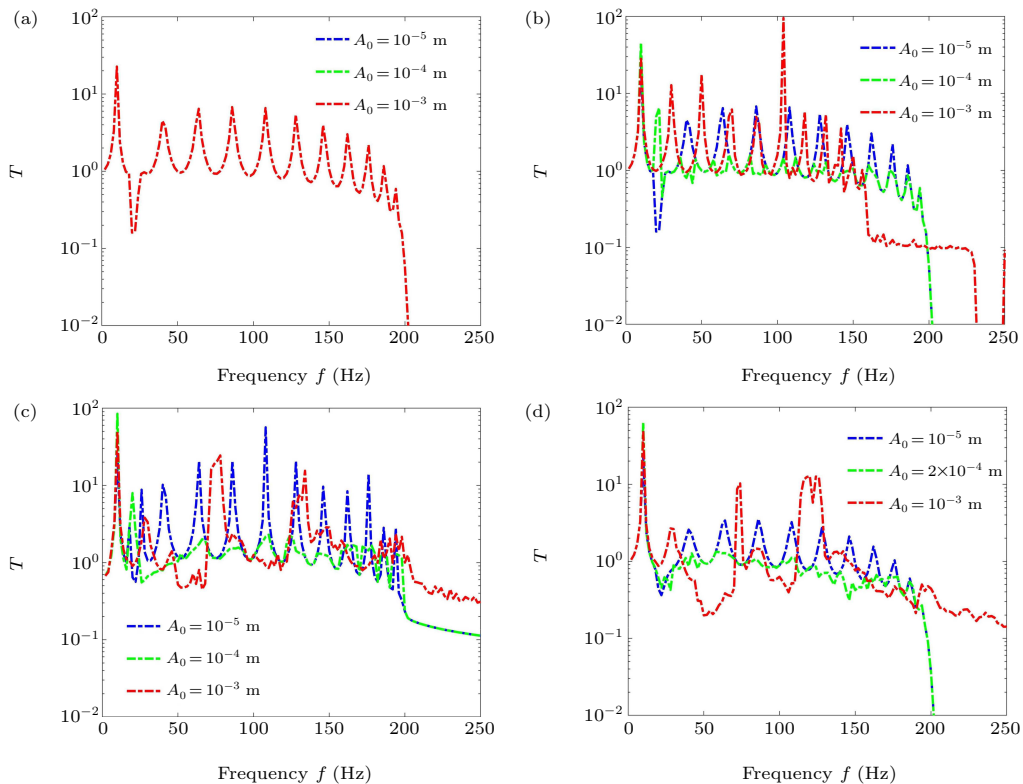 (a)
10²
10¹
10⁰
10⁻¹
10⁻²
T
A₀ = 10⁻⁵ m
A₀ = 10⁻⁴ m
A₀ = 10⁻³ m
0 50 100 150 200 250
Frequency f (Hz)
(b)
10²
10¹
10⁰
10⁻¹
10⁻²
T
A₀ = 10⁻⁵ m
A₀ = 10⁻⁴ m
A₀ = 10⁻³ m
0 50 100 150 200 250
Frequency f (Hz)
(c)
10²
10¹
10⁰
10⁻¹
10⁻²
T
A₀ = 10⁻⁵ m
A₀ = 10⁻⁴ m
A₀ = 10⁻³ m
0 50 100 150 200 250
Frequency f (Hz)
(d)
10²
10¹
10⁰
10⁻¹
10⁻²
T
A₀ = 10⁻⁵ m
A₀ = 2×10⁻⁴ m
A₀ = 10⁻³ m
0 50 100 150 200 250
Frequency f (Hz)